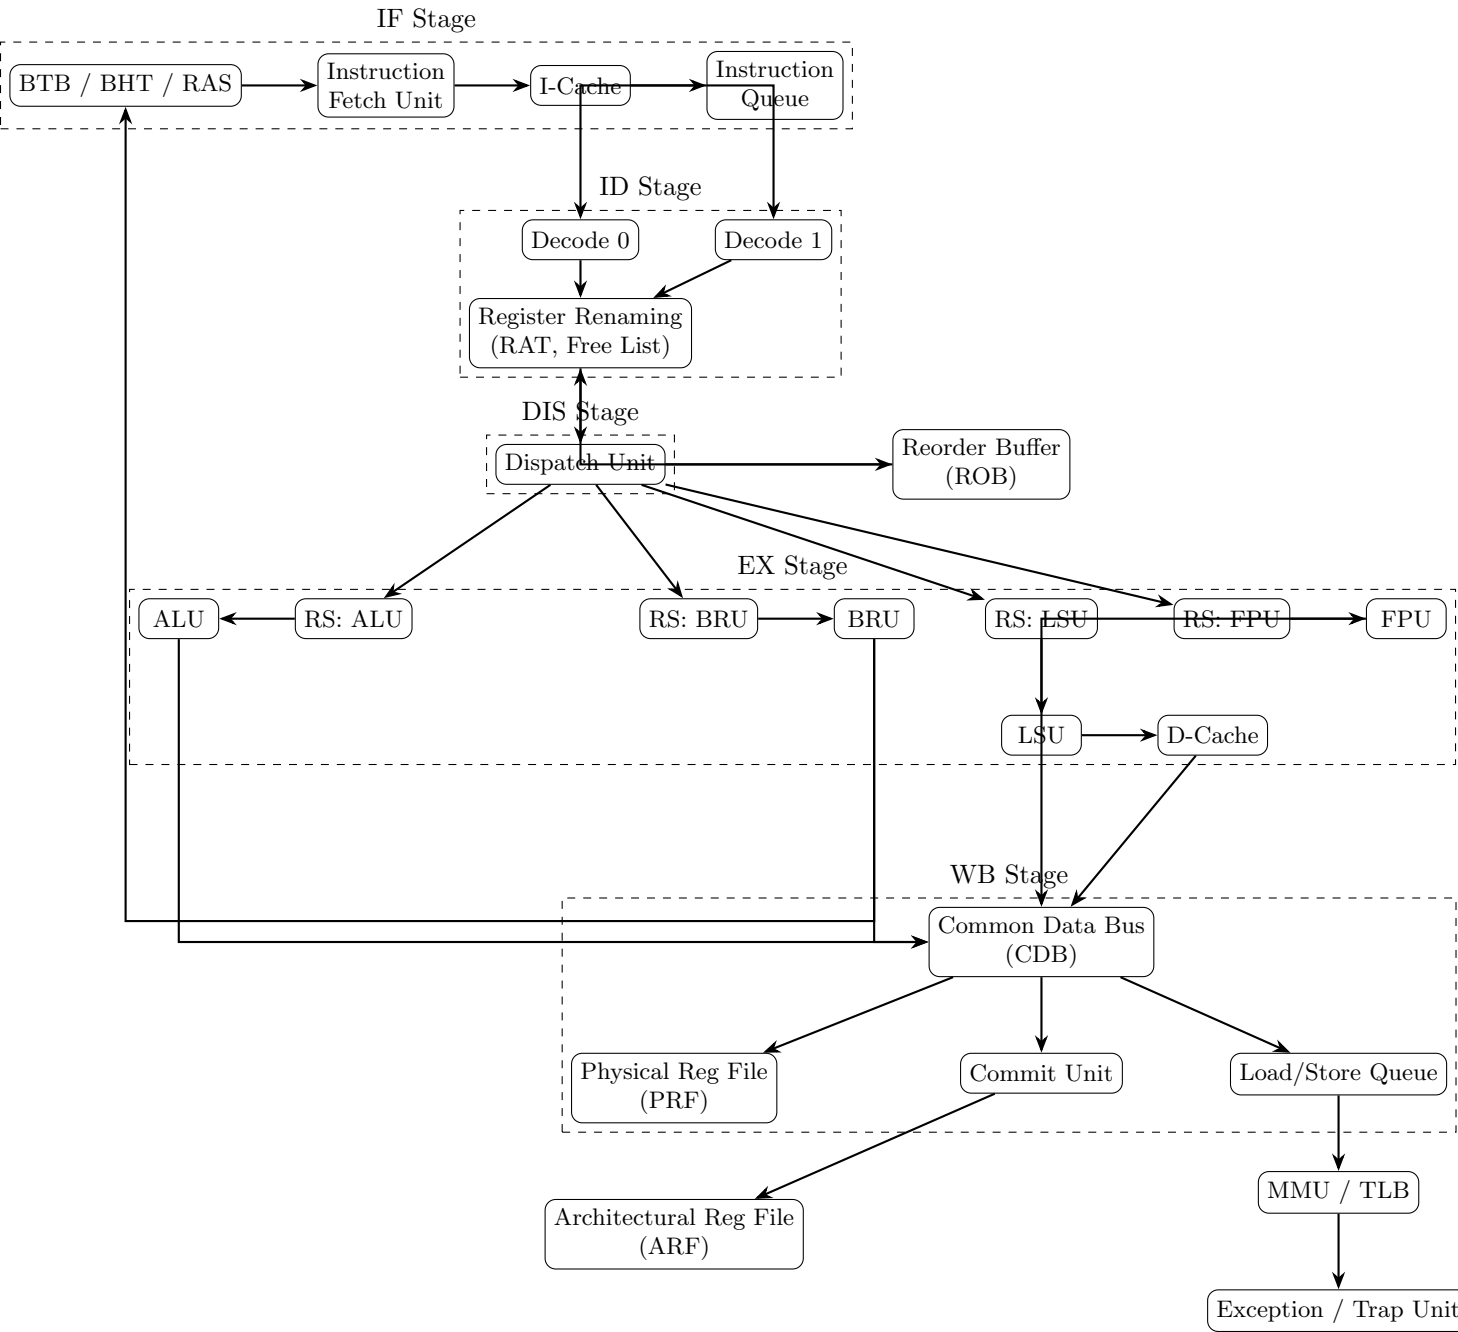 IF Stage
BTB / BHT / RAS
Instruction
Fetch Unit
I-Cache
Instruction
Queue
ID Stage
Decode 0
Decode 1
Register Renaming
(RAT, Free List)
DIS Stage
Dispatch Unit
Reorder Buffer
(ROB)
EX Stage
ALU
RS: ALU
RS: BRU
BRU
RS: LSU
RS: FPU
FPU
LSU
D-Cache
WB Stage
Common Data Bus
(CDB)
Physical Reg File
(PRF)
Commit Unit
Load/Store Queue
MMU / TLB
Architectural Reg File
(ARF)
Exception / Trap Unit